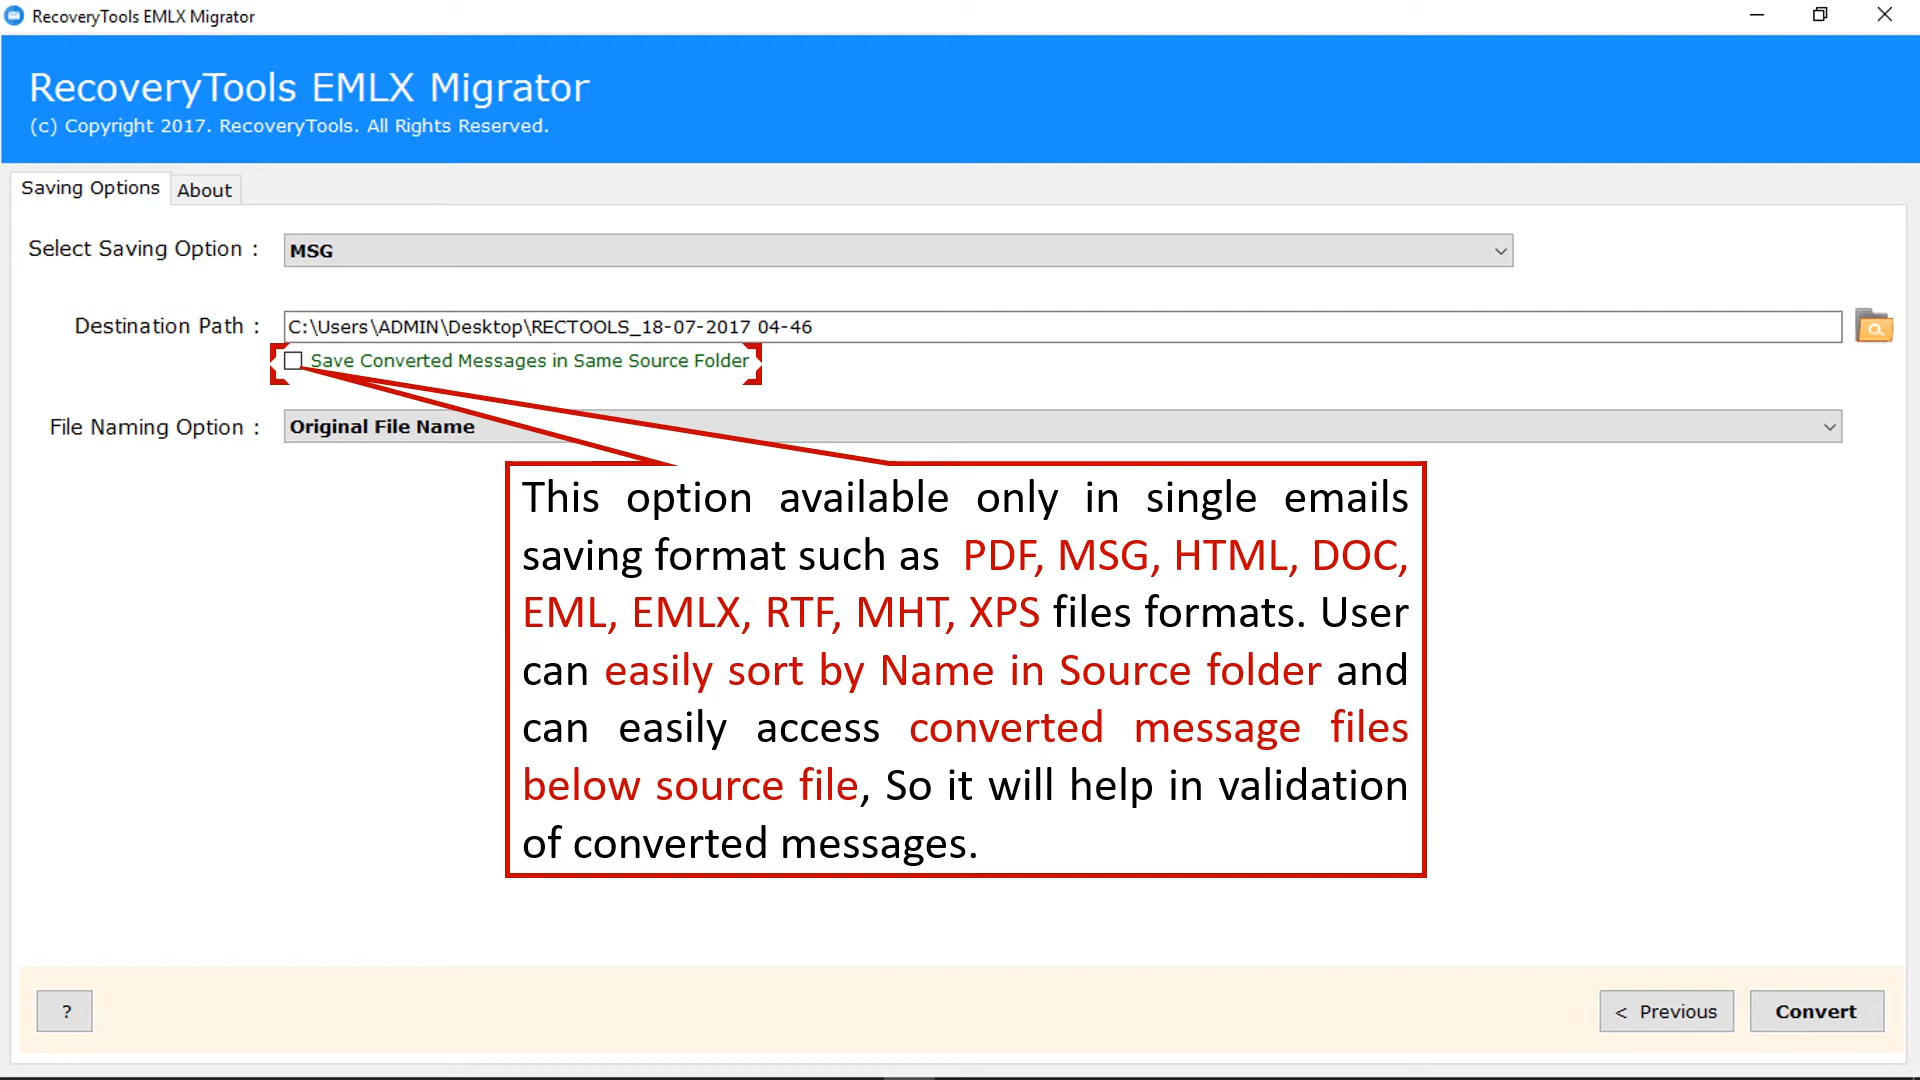 RecoveryTools EMLX Migrator
RecoveryTools EMLX Migrator
(c) Copyright 2017. RecoveryTools. All Rights Reserved.
Saving Options
About
Select Saving Option :
MSG
Destination Path :
C:\Users\ADMIN\Desktop\RECTOOLS_18-07-2017 04-46
Save Converted Messages in Same Source Folder
File Naming Option :
Original File Name
This option available only in single emails
saving format such as PDF, MSG, HTML, DOC,
EML, EMLX, RTF, MHT, XPS files formats. User
can easily sort by Name in Source folder and
can easily access converted message files
below source file, So it will help in validation
of converted messages.
?
< Previous
Convert